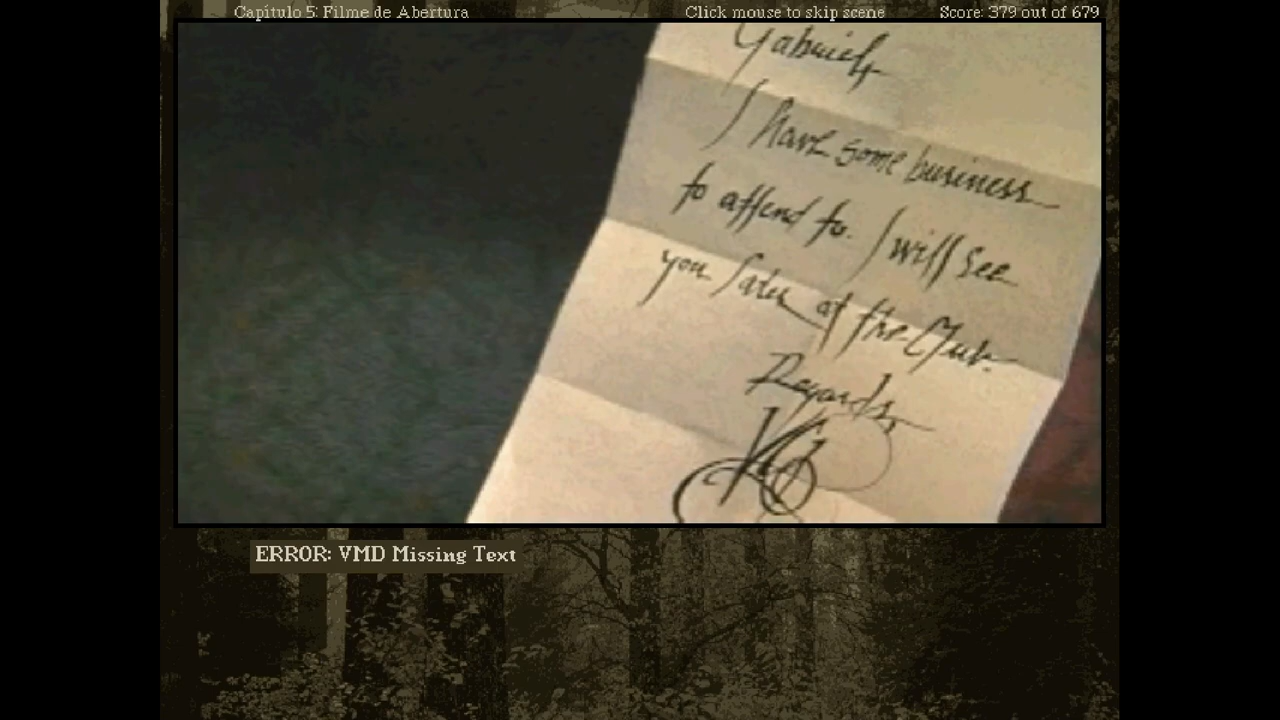 Capítulo 5: Filme de Abertura Click mouse to skip scene Score: 379 out of 679
Gabriel,
I have some business
to attend to. I will see
you later at the Club.
Regards,
ERROR: VMD Missing Text